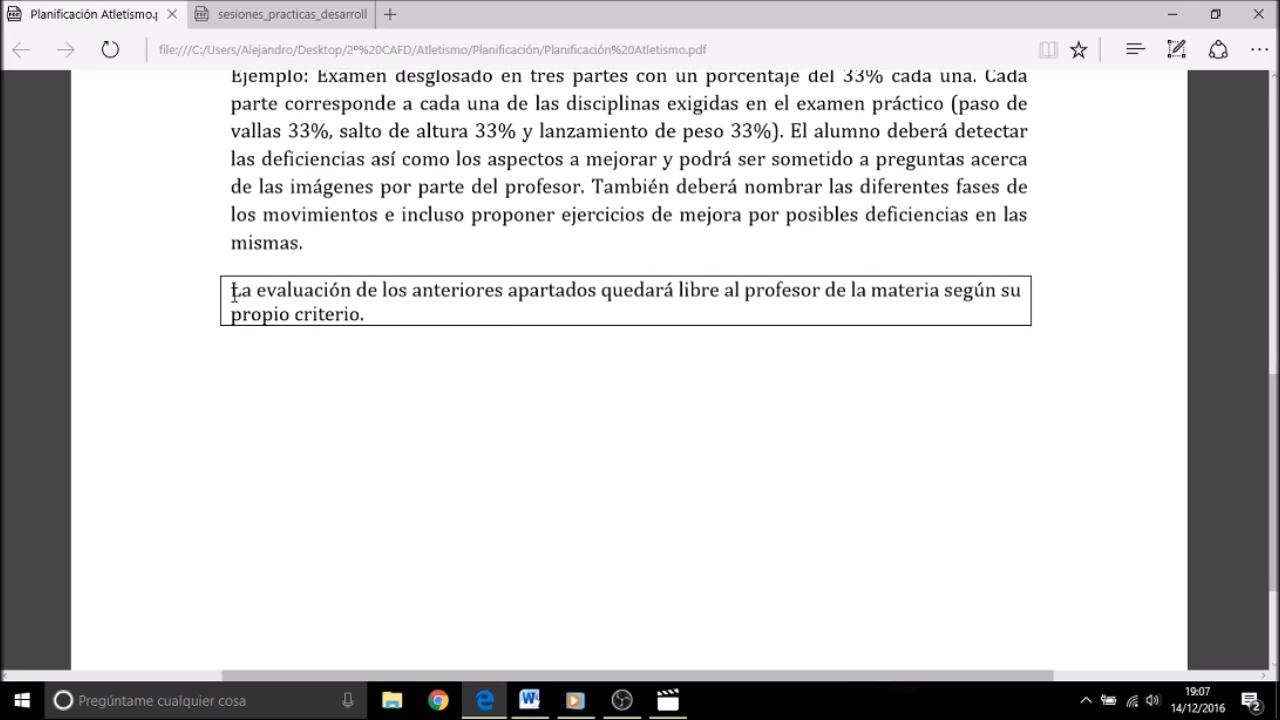 Planificación Atletismo.p
sesiones_practicas_desarroll
file:///C:/Users/Alejandro/Desktop/2º%20CAFD/Atletismo/Planificación/Planificación%20Atletismo.pdf
Ejemplo: Examen desglosado en tres partes con un porcentaje del 33% cada una. Cada
parte corresponde a cada una de las disciplinas exigidas en el examen práctico (paso de
vallas 33%, salto de altura 33% y lanzamiento de peso 33%). El alumno deberá detectar
las deficiencias así como los aspectos a mejorar y podrá ser sometido a preguntas acerca
de las imágenes por parte del profesor. También deberá nombrar las diferentes fases de
los movimientos e incluso proponer ejercicios de mejora por posibles deficiencias en las
mismas.
La evaluación de los anteriores apartados quedará libre al profesor de la materia según su
propio criterio.
Pregúntame cualquier cosa
19:07
14/12/2016
2